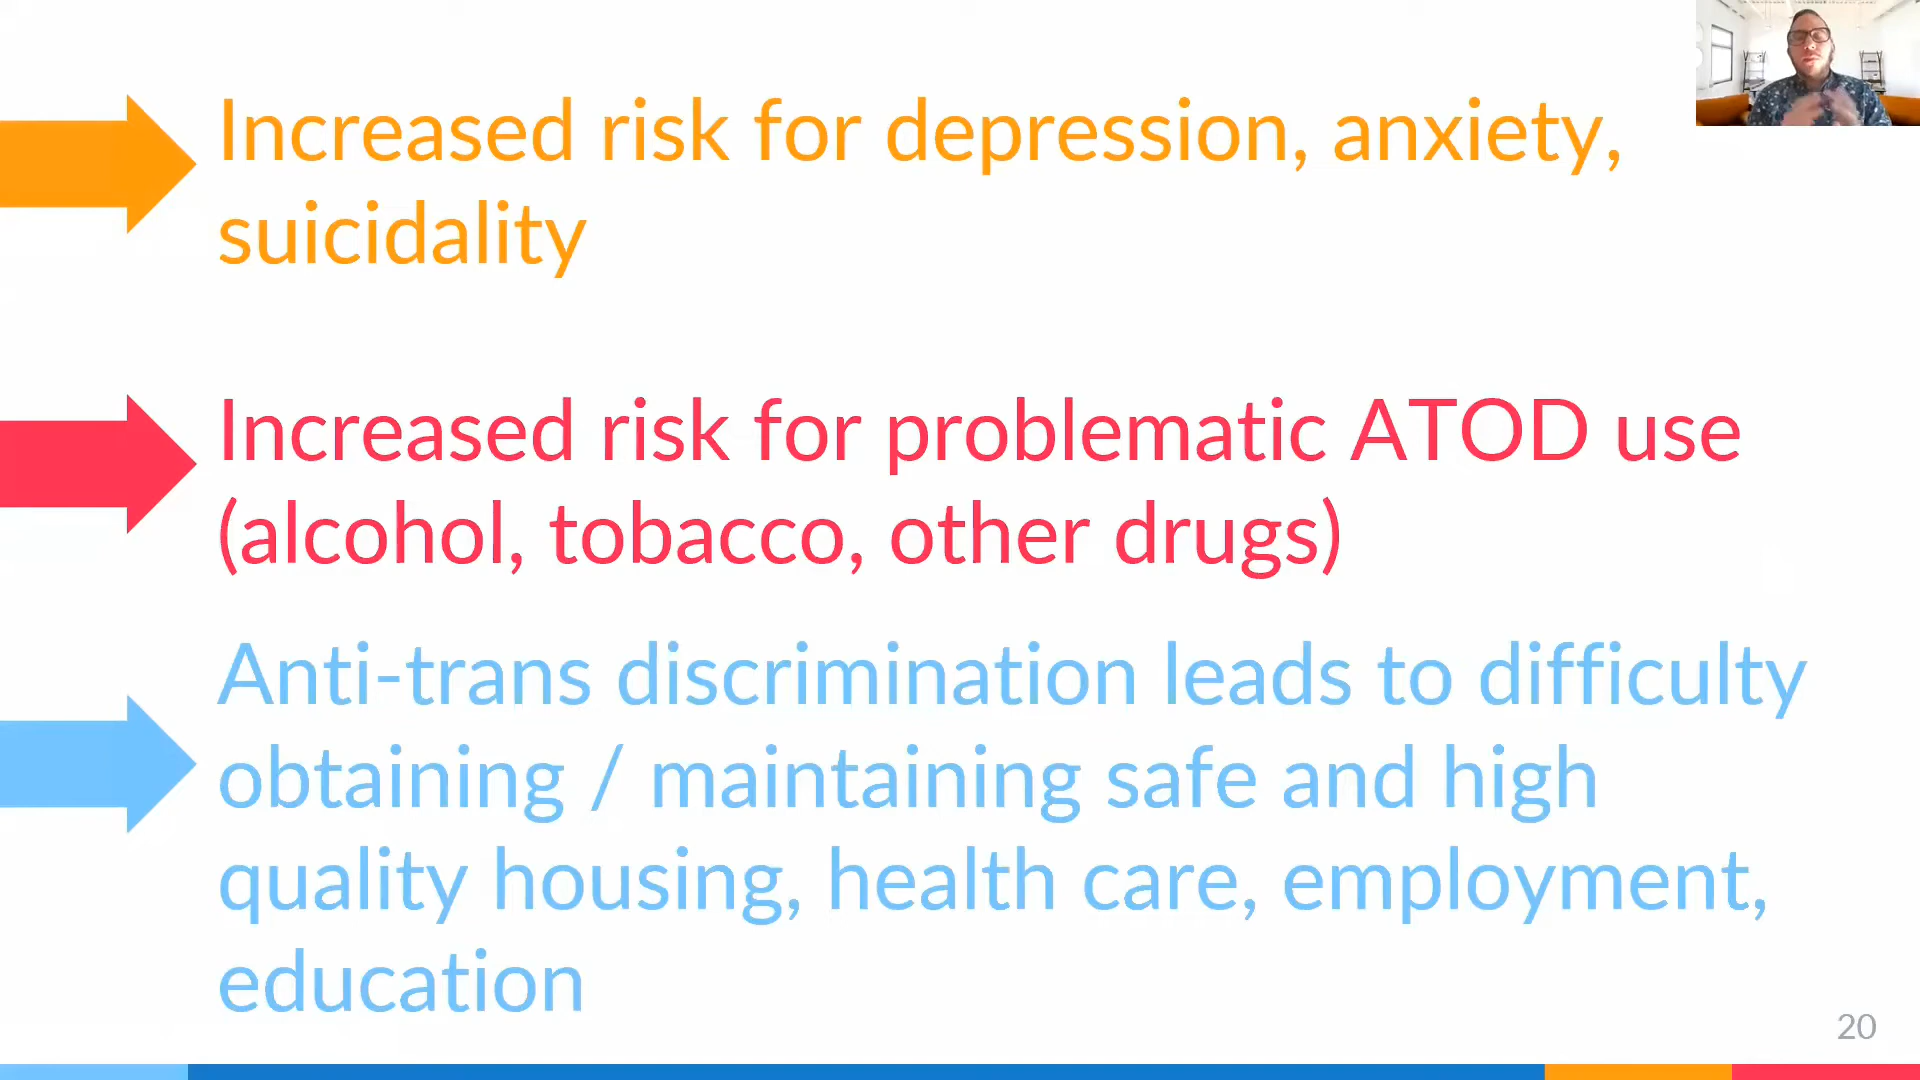 Increased risk for depression, anxiety,
suicidality
Increased risk for problematic ATOD use
(alcohol, tobacco, other drugs)
Anti-trans discrimination leads to difficulty
obtaining / maintaining safe and high
quality housing, health care, employment,
education
20